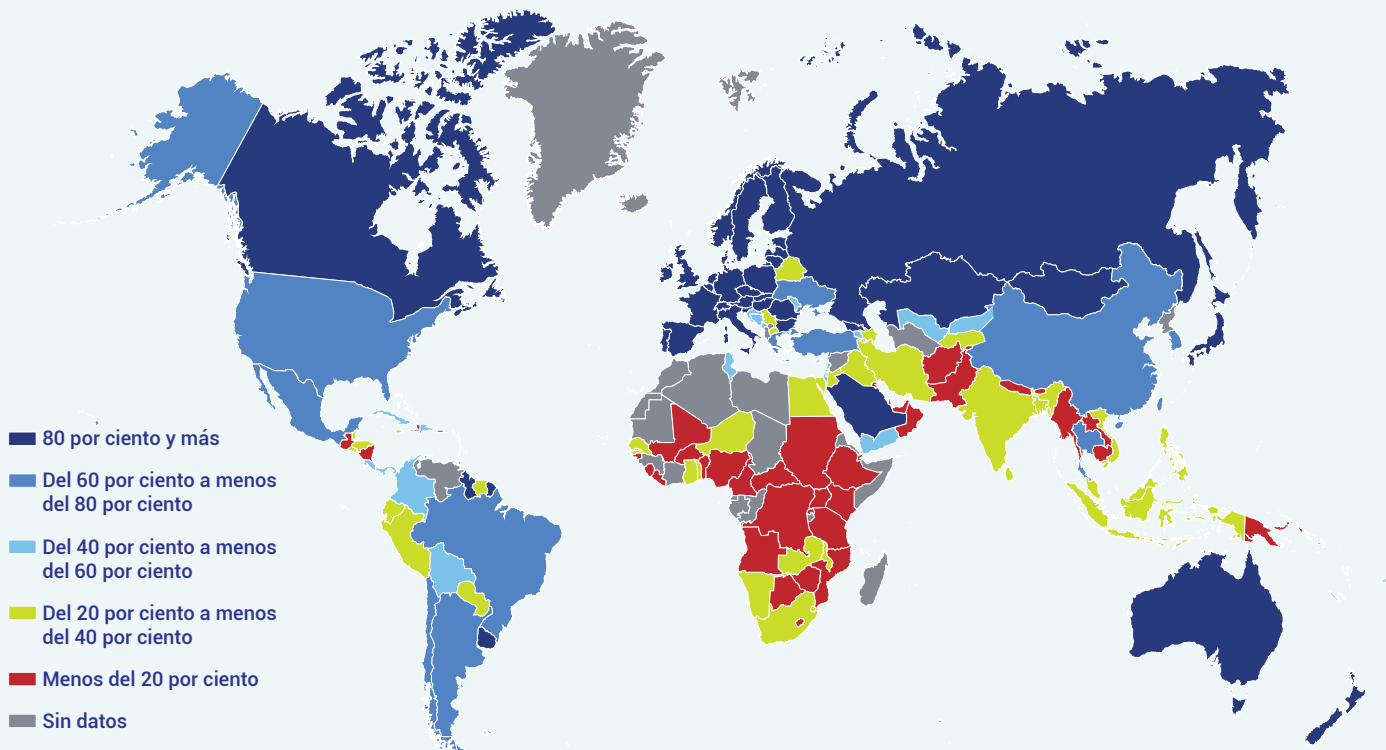 80 por ciento y más
Del 60 por ciento a menos
del 80 por ciento
Del 40 por ciento a menos
del 60 por ciento
Del 20 por ciento a menos
del 40 por ciento
Menos del 20 por ciento
Sin datos